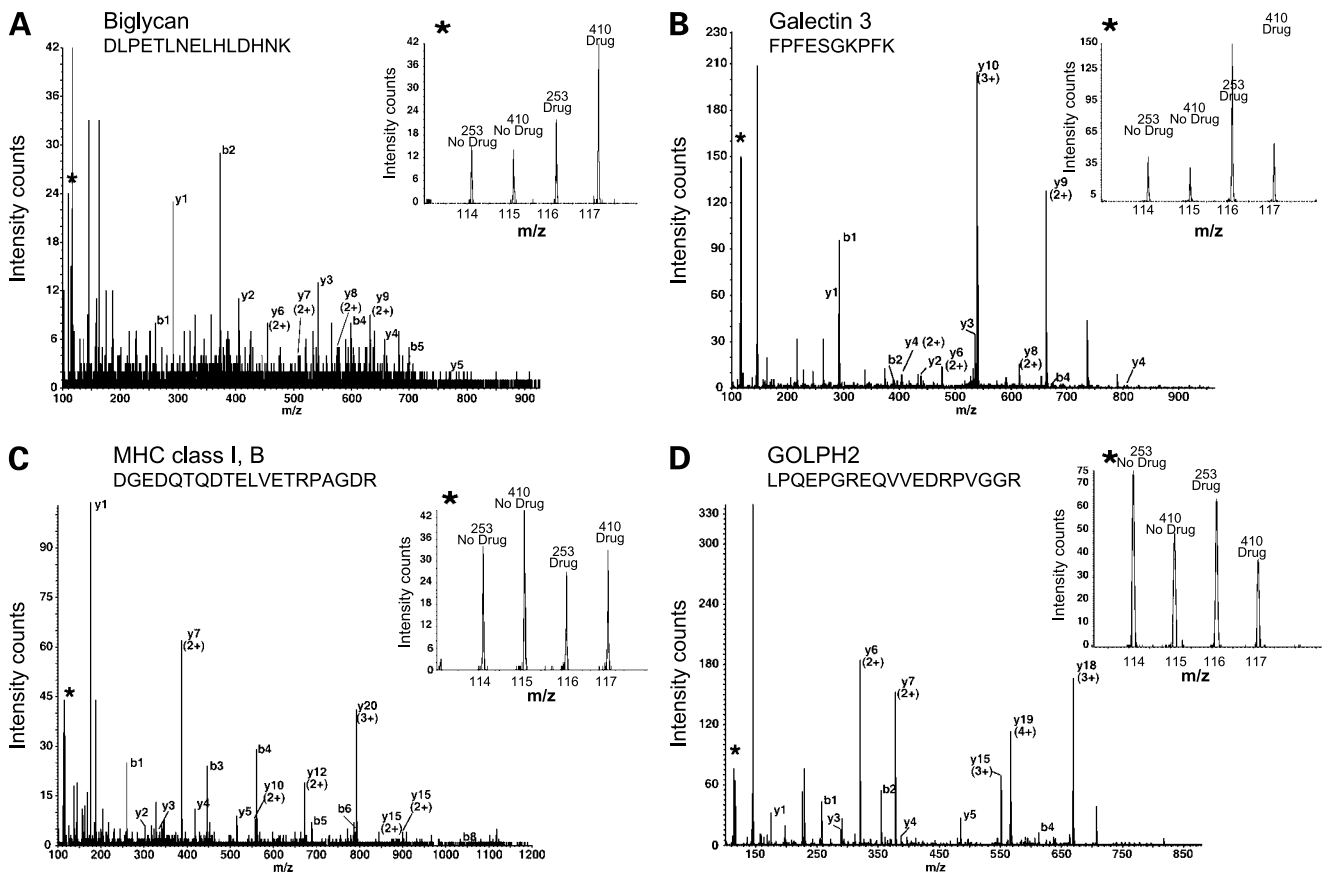 A
Biglycan
DLPETLNELHLDHNK
*
42
36
30
24
18
12
6
0
Intensity counts
*
y1
b2
b1
y2
y6
(2+)
y7
(2+)
y3
y8
(2+)
b4
y9
(2+)
y4
b5
y5
100 200 300 400 500 600 700 800 900
m/z
42
36
30
24
18
12
6
0
Intensity counts
253
No Drug
410
No Drug
253
Drug
410
Drug
114 115 116 117
m/z
B
Galectin 3
FPFESGKPFK
*
230
210
180
150
120
90
60
30
0
Intensity counts
*
y1
b1
b2
y4 (2+)
y2
y6
(2+)
y3
y10
(3+)
y8
(2+)
y9
(2+)
b4
y4
100 200 300 400 500 600 700 800 900
m/z
150
125
95
65
35
5
Intensity counts
253
No Drug
410
No Drug
253
Drug
410
Drug
114 115 116 117
m/z
C
MHC class I, B
DGEDQTQDTELVETRPAGDR
*
90
60
45
30
15
0
Intensity counts
*
y1
b1
y2
y3
y7
(2+)
y4
b3
y5
b4
y10
(2+)
y12
(2+)
b5
b6
y20
(3+)
y15
(2+)
y15
(2+)
b8
100 200 300 400 500 600 700 800 900 1000 1100 1200
m/z
42
36
30
24
18
12
6
0
Intensity counts
253
No Drug
410
No Drug
253
Drug
410
Drug
114 115 116 117
m/z
D
GOLPH2
LPQEPGREQVVEDRPVGGR
*
330
300
240
180
120
60
0
Intensity counts
*
y1
b1
y3
y6
(2+)
b2
y7
(2+)
y4
y5
y15
(3+)
y19
(4+)
b4
y18
(3+)
150 250 350 450 550 650 750 850
m/z
75
70
60
50
40
30
20
10
0
Intensity counts
253
No Drug
410
No Drug
253
Drug
410
Drug
114 115 116 117
m/z